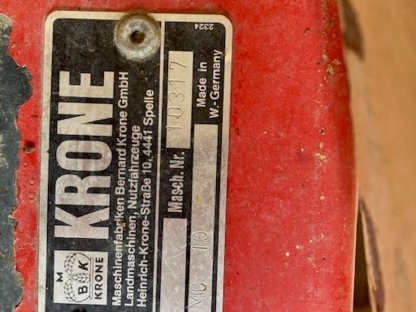 M
B K
KRONE
KRONE
Maschinenfabriken Bernard Krone GmbH
Landmaschinen, Nutzfahrzeuge
Heinrich-Krone-Straße 10, 4441 Spelle
Masch. Nr. 10317
Made in
W.-Germany
10
2324